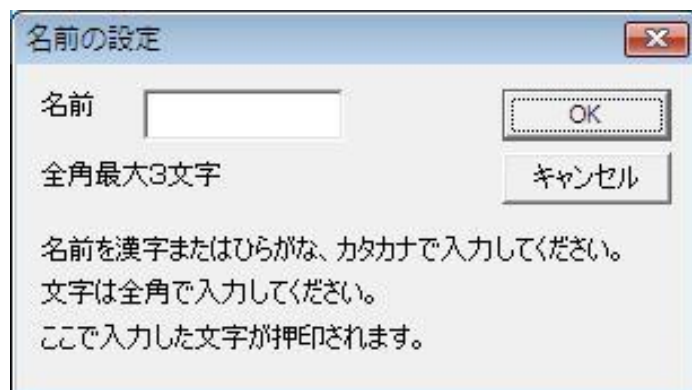 名前の設定
名前
OK
全角最大3文字
キャンセル
名前を漢字またはひらがな、カタカナで入力してください。
文字は全角で入力してください。
ここで入力した文字が押印されます。